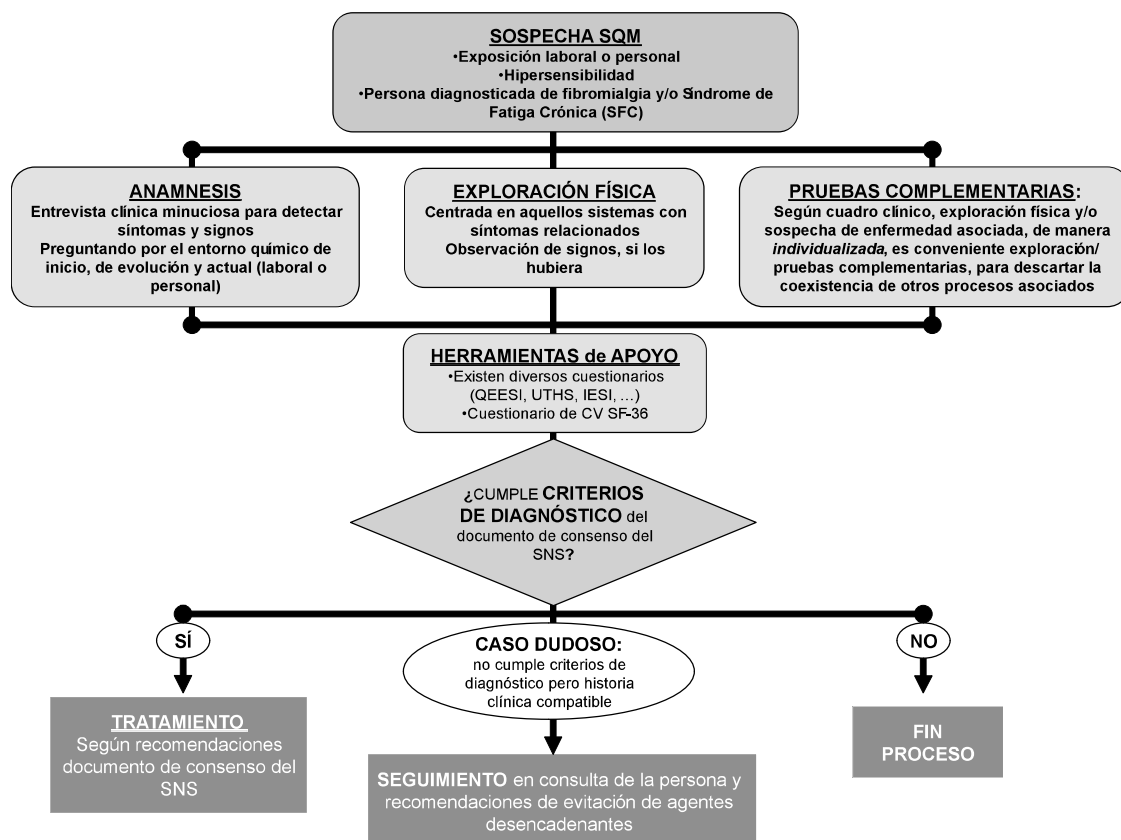 SOSPECHA SQM
•Exposición laboral o personal
•Hipersensibilidad
•Persona diagnosticada de fibromialgia y/o Síndrome de
Fatiga Crónica (SFC)
ANAMNESIS
Entrevista clínica minuciosa para detectar
síntomas y signos
Preguntando por el entorno químico de
inicio, de evolución y actual (laboral o
personal)
EXPLORACIÓN FÍSICA
Centrada en aquellos sistemas con
síntomas relacionados
Observación de signos, si los
hubiera
PRUEBAS COMPLEMENTARIAS:
Según cuadro clínico, exploración física y/o
sospecha de enfermedad asociada, de manera
individualizada, es conveniente exploración/
pruebas complementarias, para descartar la
coexistencia de otros procesos asociados
HERRAMIENTAS de APOYO
•Existen diversos cuestionarios
(QEESI, UTHS, IESI, ...)
•Cuestionario de CV SF-36
¿CUMPLE CRITERIOS
DE DIAGNÓSTICO del
documento de consenso del
SNS?
SÍ
CASO DUDOSO:
no cumple criterios de
diagnóstico pero historia
clínica compatible
NO
TRATAMIENTO
Según recomendaciones
documento de consenso del
SNS
SEGUIMIENTO en consulta de la persona y
recomendaciones de evitación de agentes
desencadenantes
FIN
PROCESO